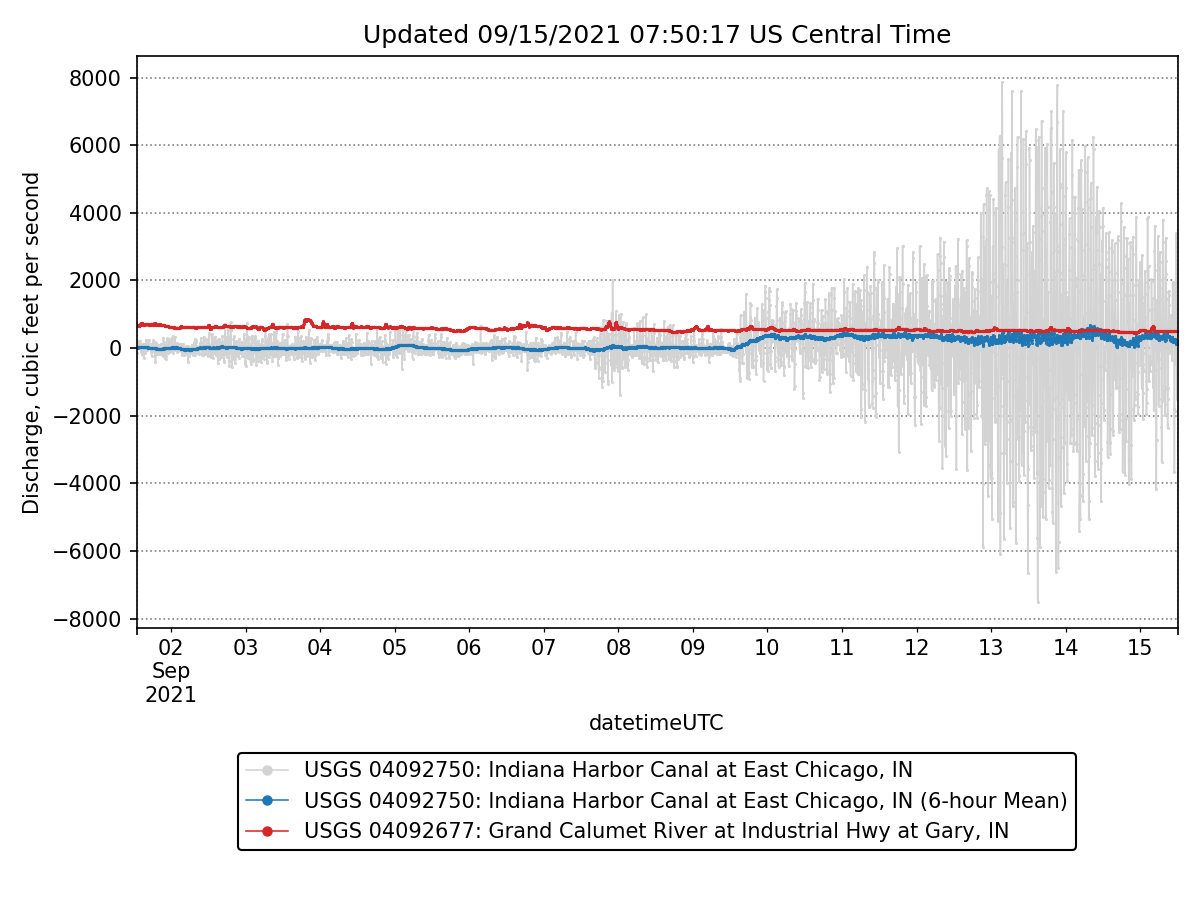 Updated 09/15/2021 07:50:17 US Central Time
Discharge, cubic feet per second
8000
6000
4000
2000
0
−2000
−4000
−6000
−8000
02 03 04 05 06 07 08 09 10 11 12 13 14 15
Sep
2021
datetimeUTC
USGS 04092750: Indiana Harbor Canal at East Chicago, IN
USGS 04092750: Indiana Harbor Canal at East Chicago, IN (6-hour Mean)
USGS 04092677: Grand Calumet River at Industrial Hwy at Gary, IN